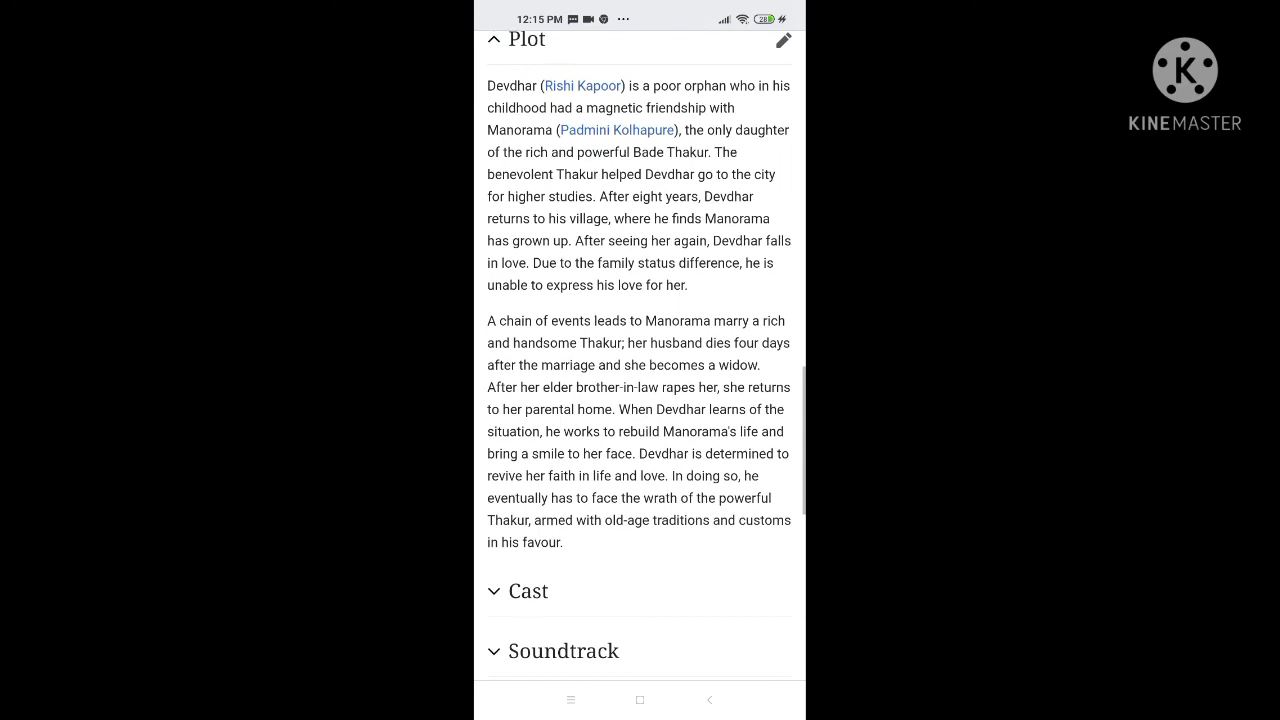 12:15 PM
28
Plot
Devdhar (Rishi Kapoor) is a poor orphan who in his
childhood had a magnetic friendship with
Manorama (Padmini Kolhapure), the only daughter
of the rich and powerful Bade Thakur. The
benevolent Thakur helped Devdhar go to the city
for higher studies. After eight years, Devdhar
returns to his village, where he finds Manorama
has grown up. After seeing her again, Devdhar falls
in love. Due to the family status difference, he is
unable to express his love for her.
A chain of events leads to Manorama marry a rich
and handsome Thakur; her husband dies four days
after the marriage and she becomes a widow.
After her elder brother-in-law rapes her, she returns
to her parental home. When Devdhar learns of the
situation, he works to rebuild Manorama's life and
bring a smile to her face. Devdhar is determined to
revive her faith in life and love. In doing so, he
eventually has to face the wrath of the powerful
Thakur, armed with old-age traditions and customs
in his favour.
Cast
Soundtrack
K
KINEMASTER